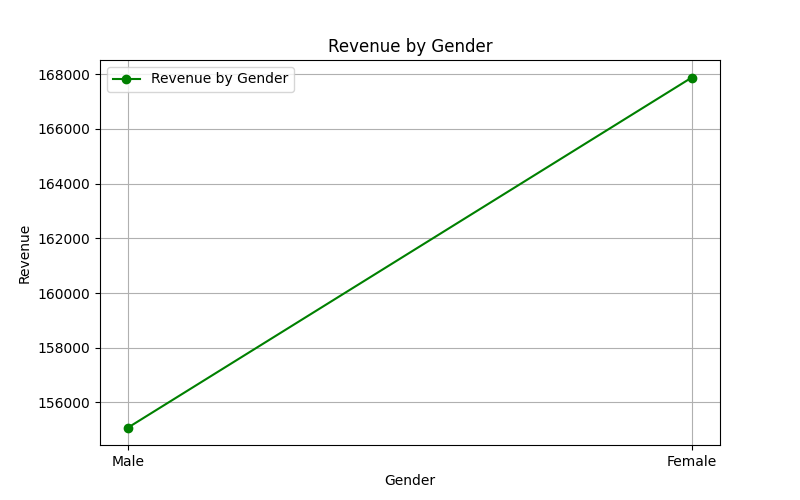 Revenue by Gender
Revenue by Gender
168000
166000
164000
162000
160000
158000
156000
Revenue
Male Female
Gender